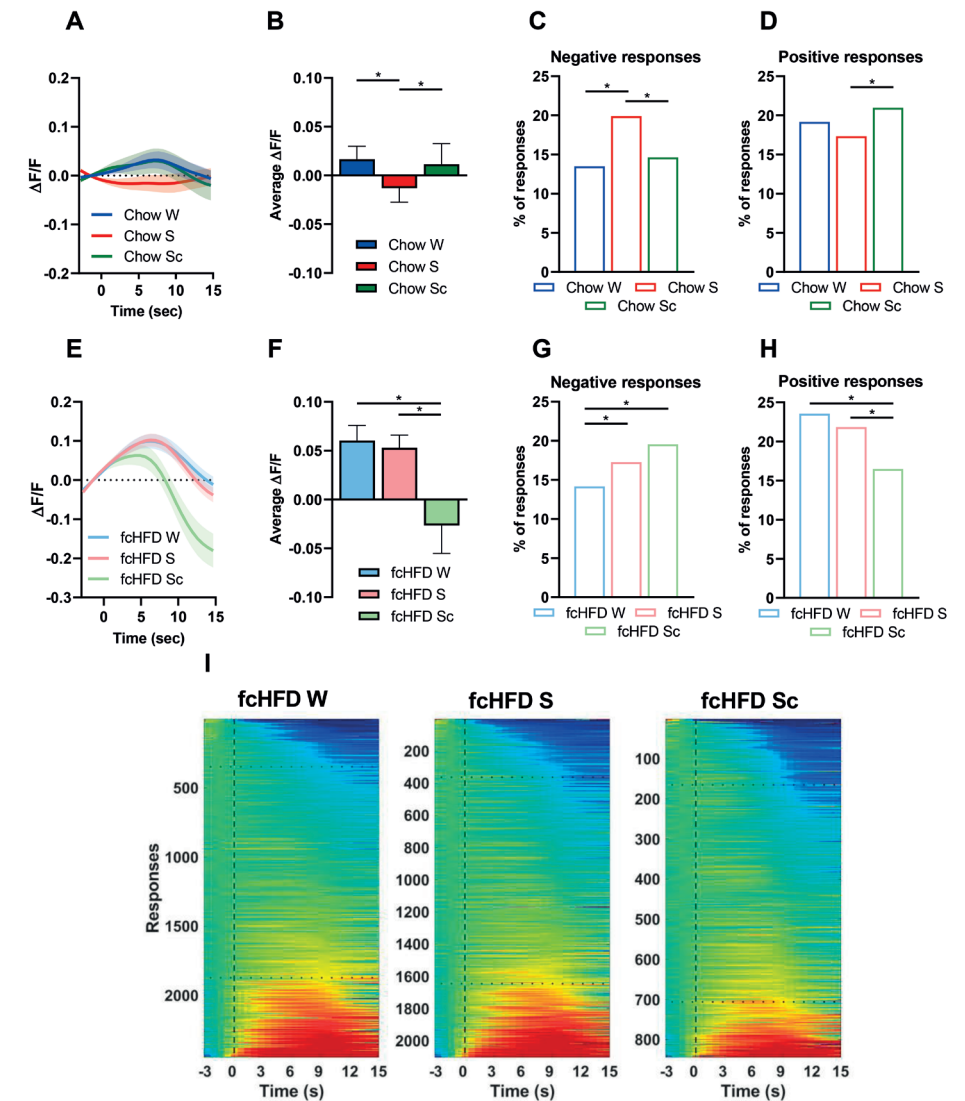 A
B
C
D
Negative responses
Positive responses
ΔF/F
0.2
0.1
0.0
-0.1
-0.2
Chow W
Chow S
Chow Sc
0 5 10 15
Time (sec)
Average ΔF/F
0.10
0.05
0.00
-0.05
-0.10
* *
Chow W
Chow S
Chow Sc
% of responses
25
20
15
10
5
0
* *
Chow W Chow S
Chow Sc
% of responses
25
20
15
10
5
0
*
Chow W Chow S
Chow Sc
E
F
G
H
Negative responses
Positive responses
ΔF/F
0.2
0.1
0.0
-0.1
-0.2
-0.3
fcHFD W
fcHFD S
fcHFD Sc
0 5 10 15
Time (sec)
Average ΔF/F
0.10
0.05
0.00
-0.05
-0.10
*
*
fcHFD W
fcHFD S
fcHFD Sc
% of responses
25
20
15
10
5
0
*
*
fcHFD W fcHFD S
fcHFD Sc
% of responses
25
20
15
10
5
0
*
*
fcHFD W fcHFD S
fcHFD Sc
I
fcHFD W
fcHFD S
fcHFD Sc
Responses
500
1000
1500
2000
-3 0 3 6 9 12 15
Time (s)
200
400
600
800
1000
1200
1400
1600
1800
2000
-3 0 3 6 9 12 15
Time (s)
100
200
300
400
500
600
700
800
-3 0 3 6 9 12 15
Time (s)